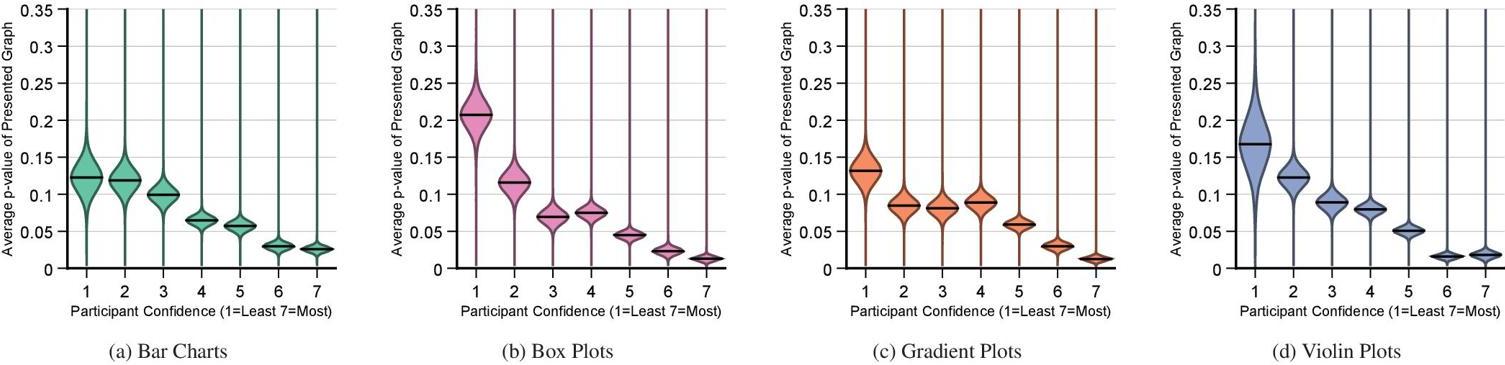 Average p-value of Presented Graph
0.35
0.3
0.25
0.2
0.15
0.1
0.05
0
1 2 3 4 5 6 7
Participant Confidence (1=Least 7=Most)
(a) Bar Charts
Average p-value of Presented Graph
0.35
0.3
0.25
0.2
0.15
0.1
0.05
0
1 2 3 4 5 6 7
Participant Confidence (1=Least 7=Most)
(b) Box Plots
Average p-value of Presented Graph
0.35
0.3
0.25
0.2
0.15
0.1
0.05
0
1 2 3 4 5 6 7
Participant Confidence (1=Least 7=Most)
(c) Gradient Plots
Average p-value of Presented Graph
0.35
0.3
0.25
0.2
0.15
0.1
0.05
0
1 2 3 4 5 6 7
Participant Confidence (1=Least 7=Most)
(d) Violin Plots